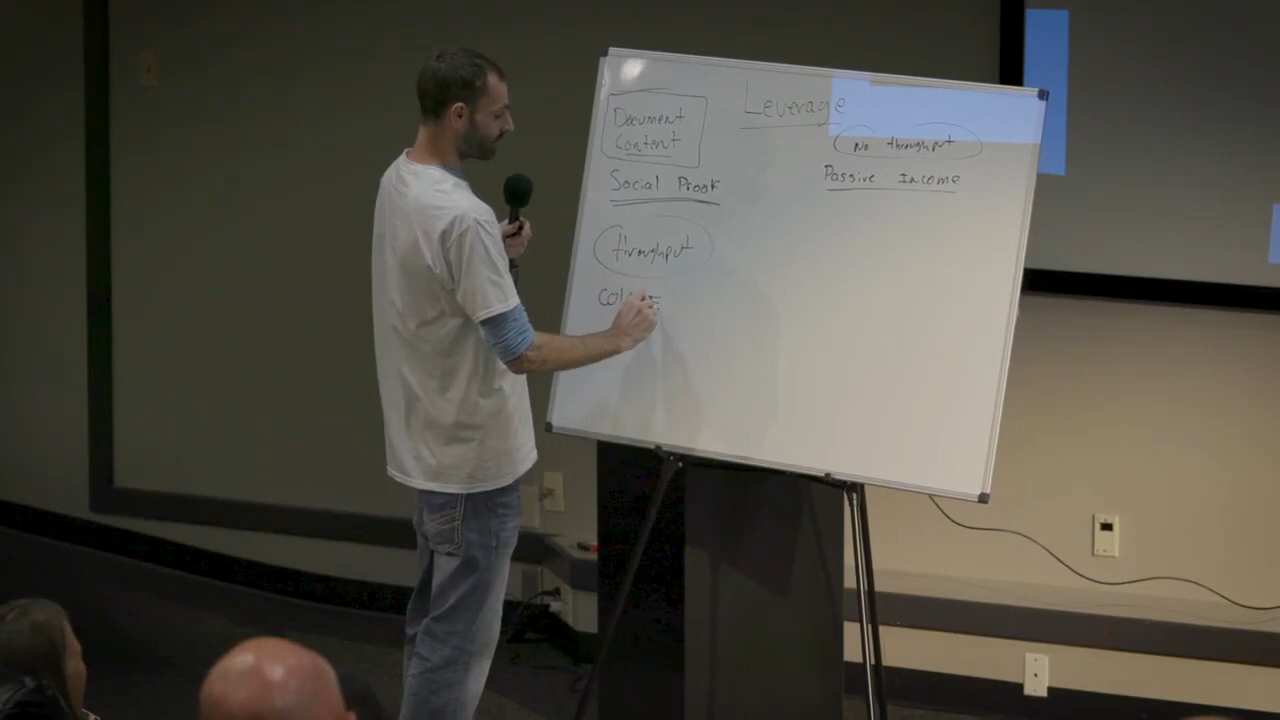 Leverage
Document
Content
Social Proof
throughput
No throughput
Passive Income